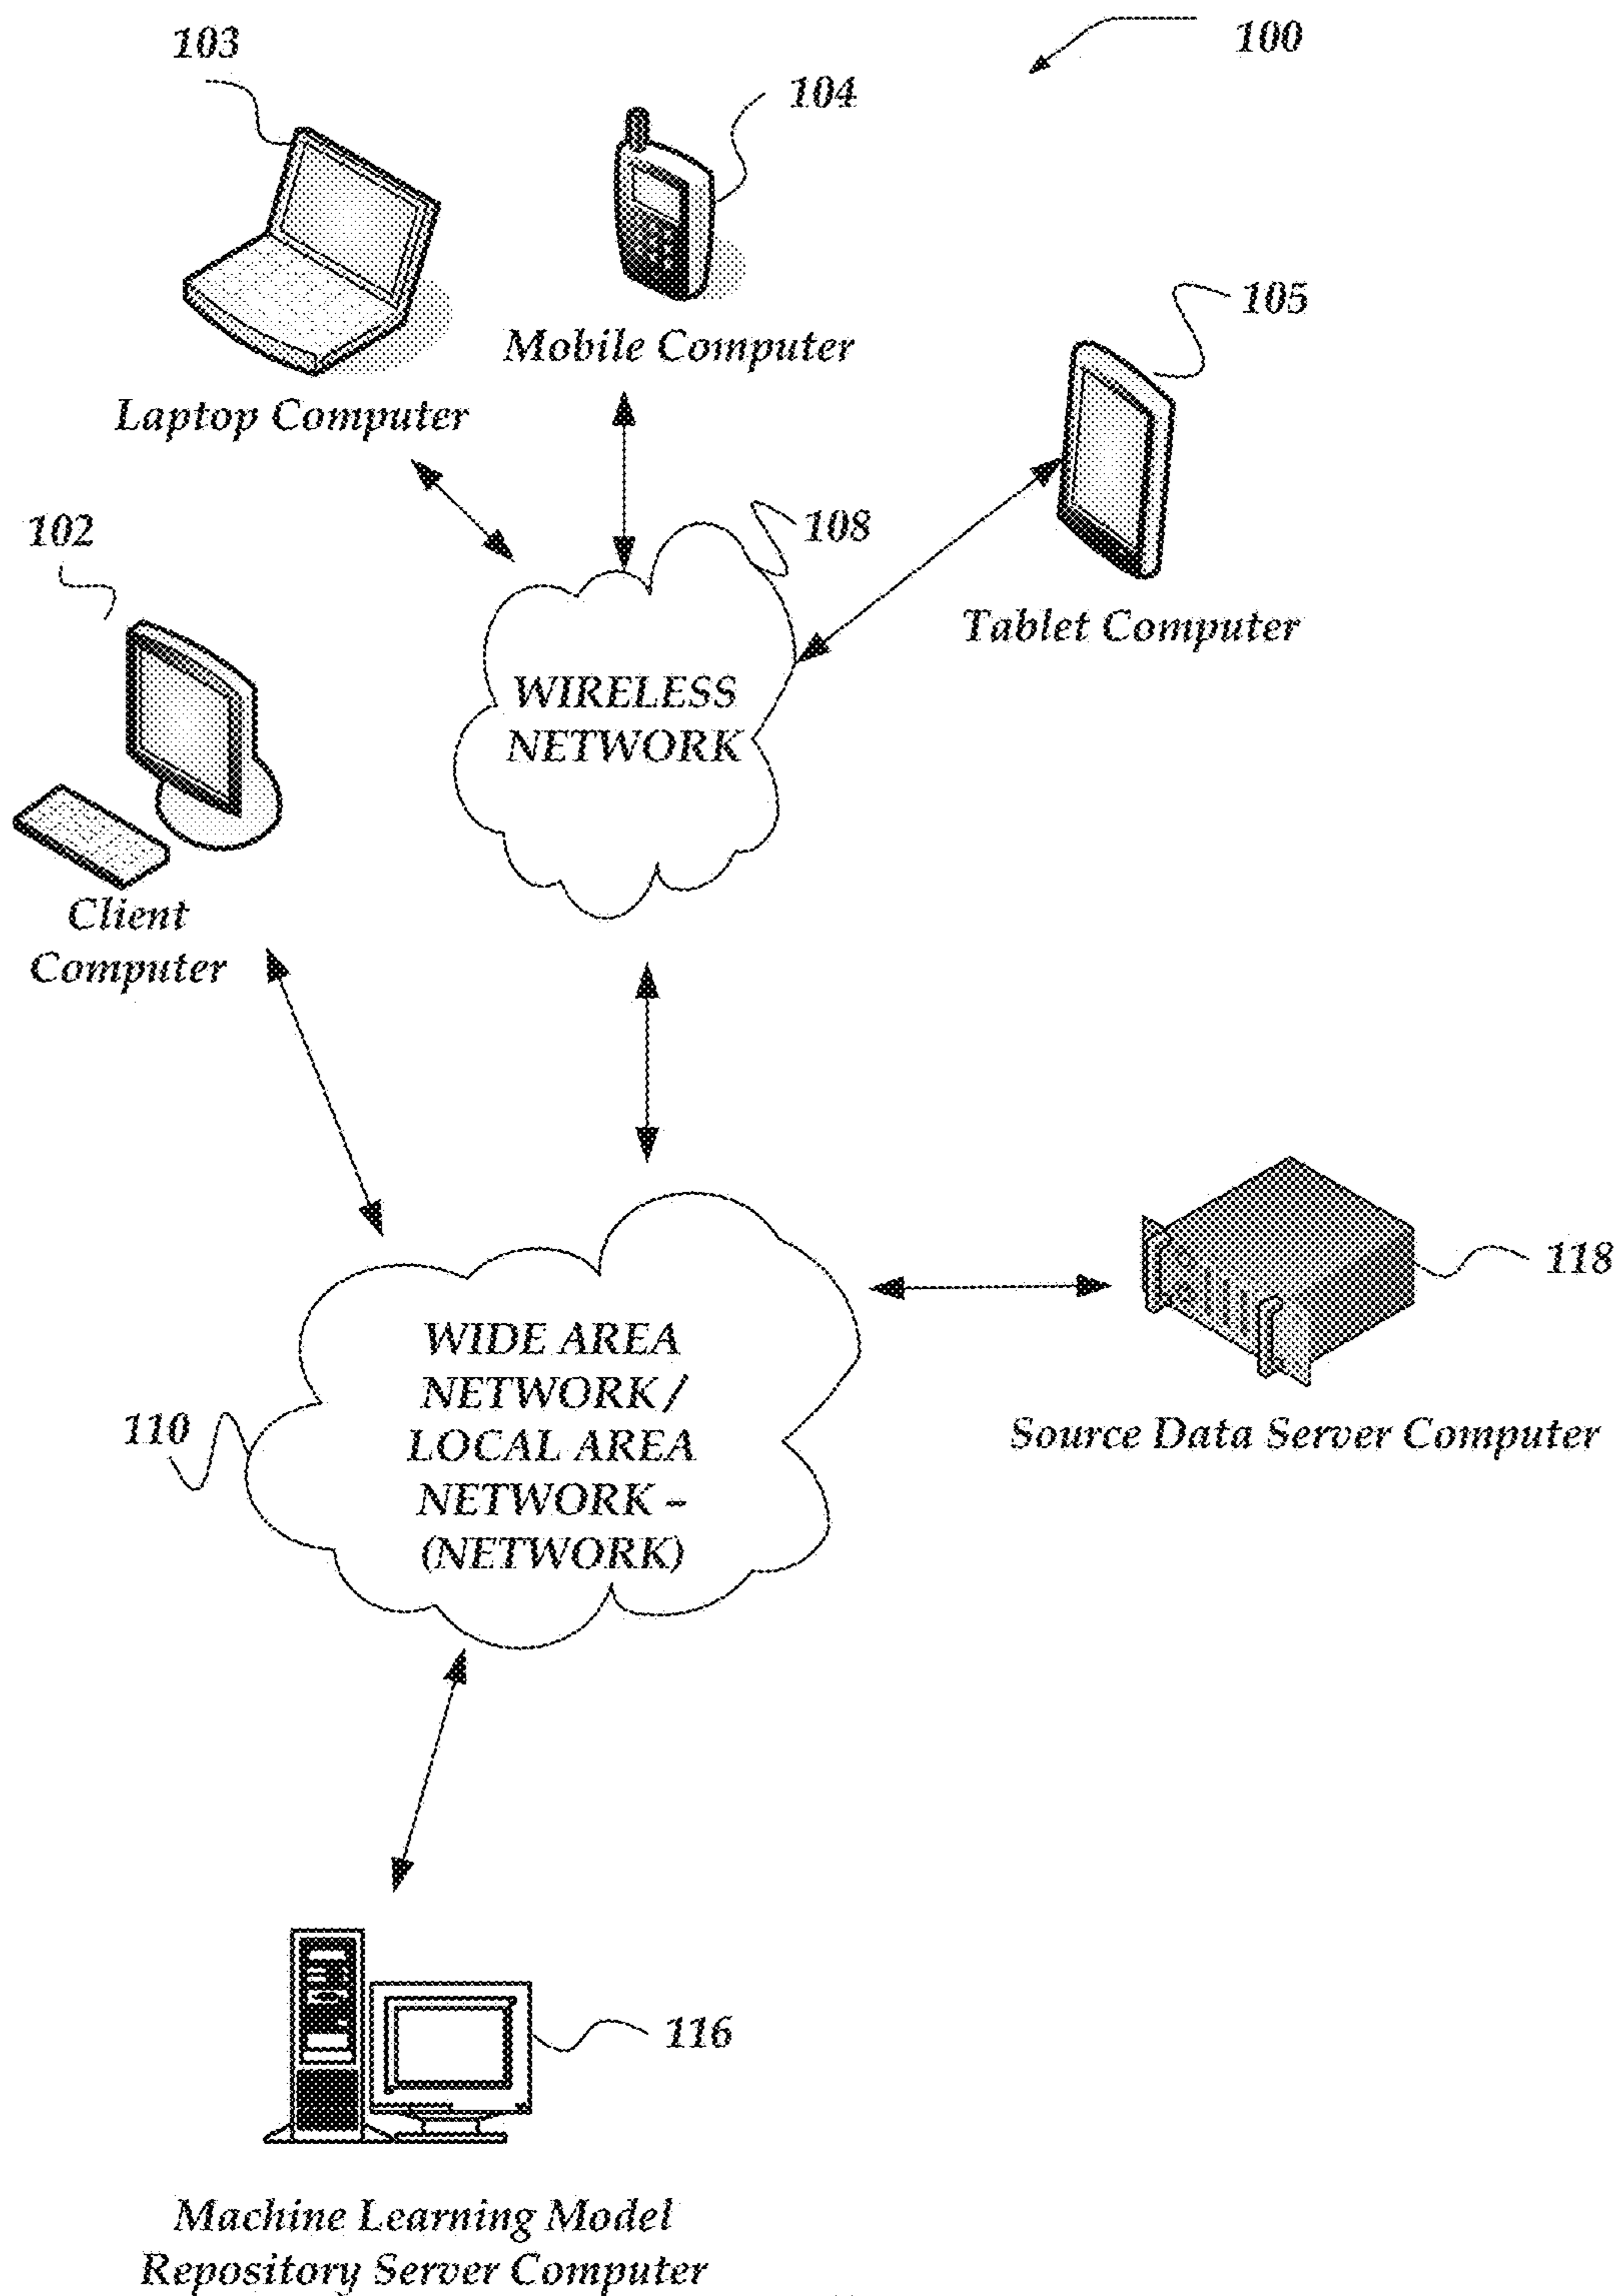 103
100
104
105
Mobile Computer
Laptop Computer
102
108
Tablet Computer
WIRELESS
NETWORK
Client
Computer
118
WIDE AREA
NETWORK /
LOCAL AREA
NETWORK –
(NETWORK)
110
Source Data Server Computer
116
Machine Learning Model
Repository Server Computer